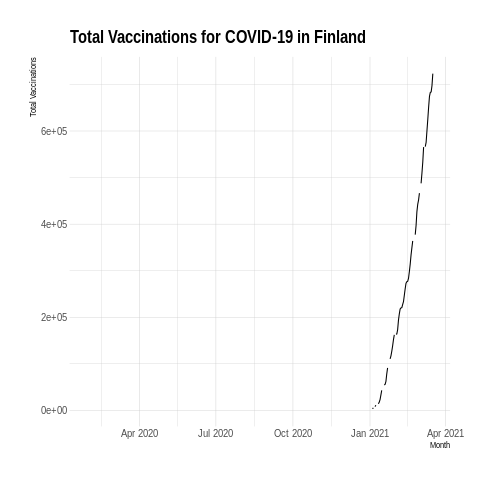 Total Vaccinations for COVID-19 in Finland
Total Vaccinations
6e+05
4e+05
2e+05
0e+00
Apr 2020 Jul 2020 Oct 2020 Jan 2021 Apr 2021
Month